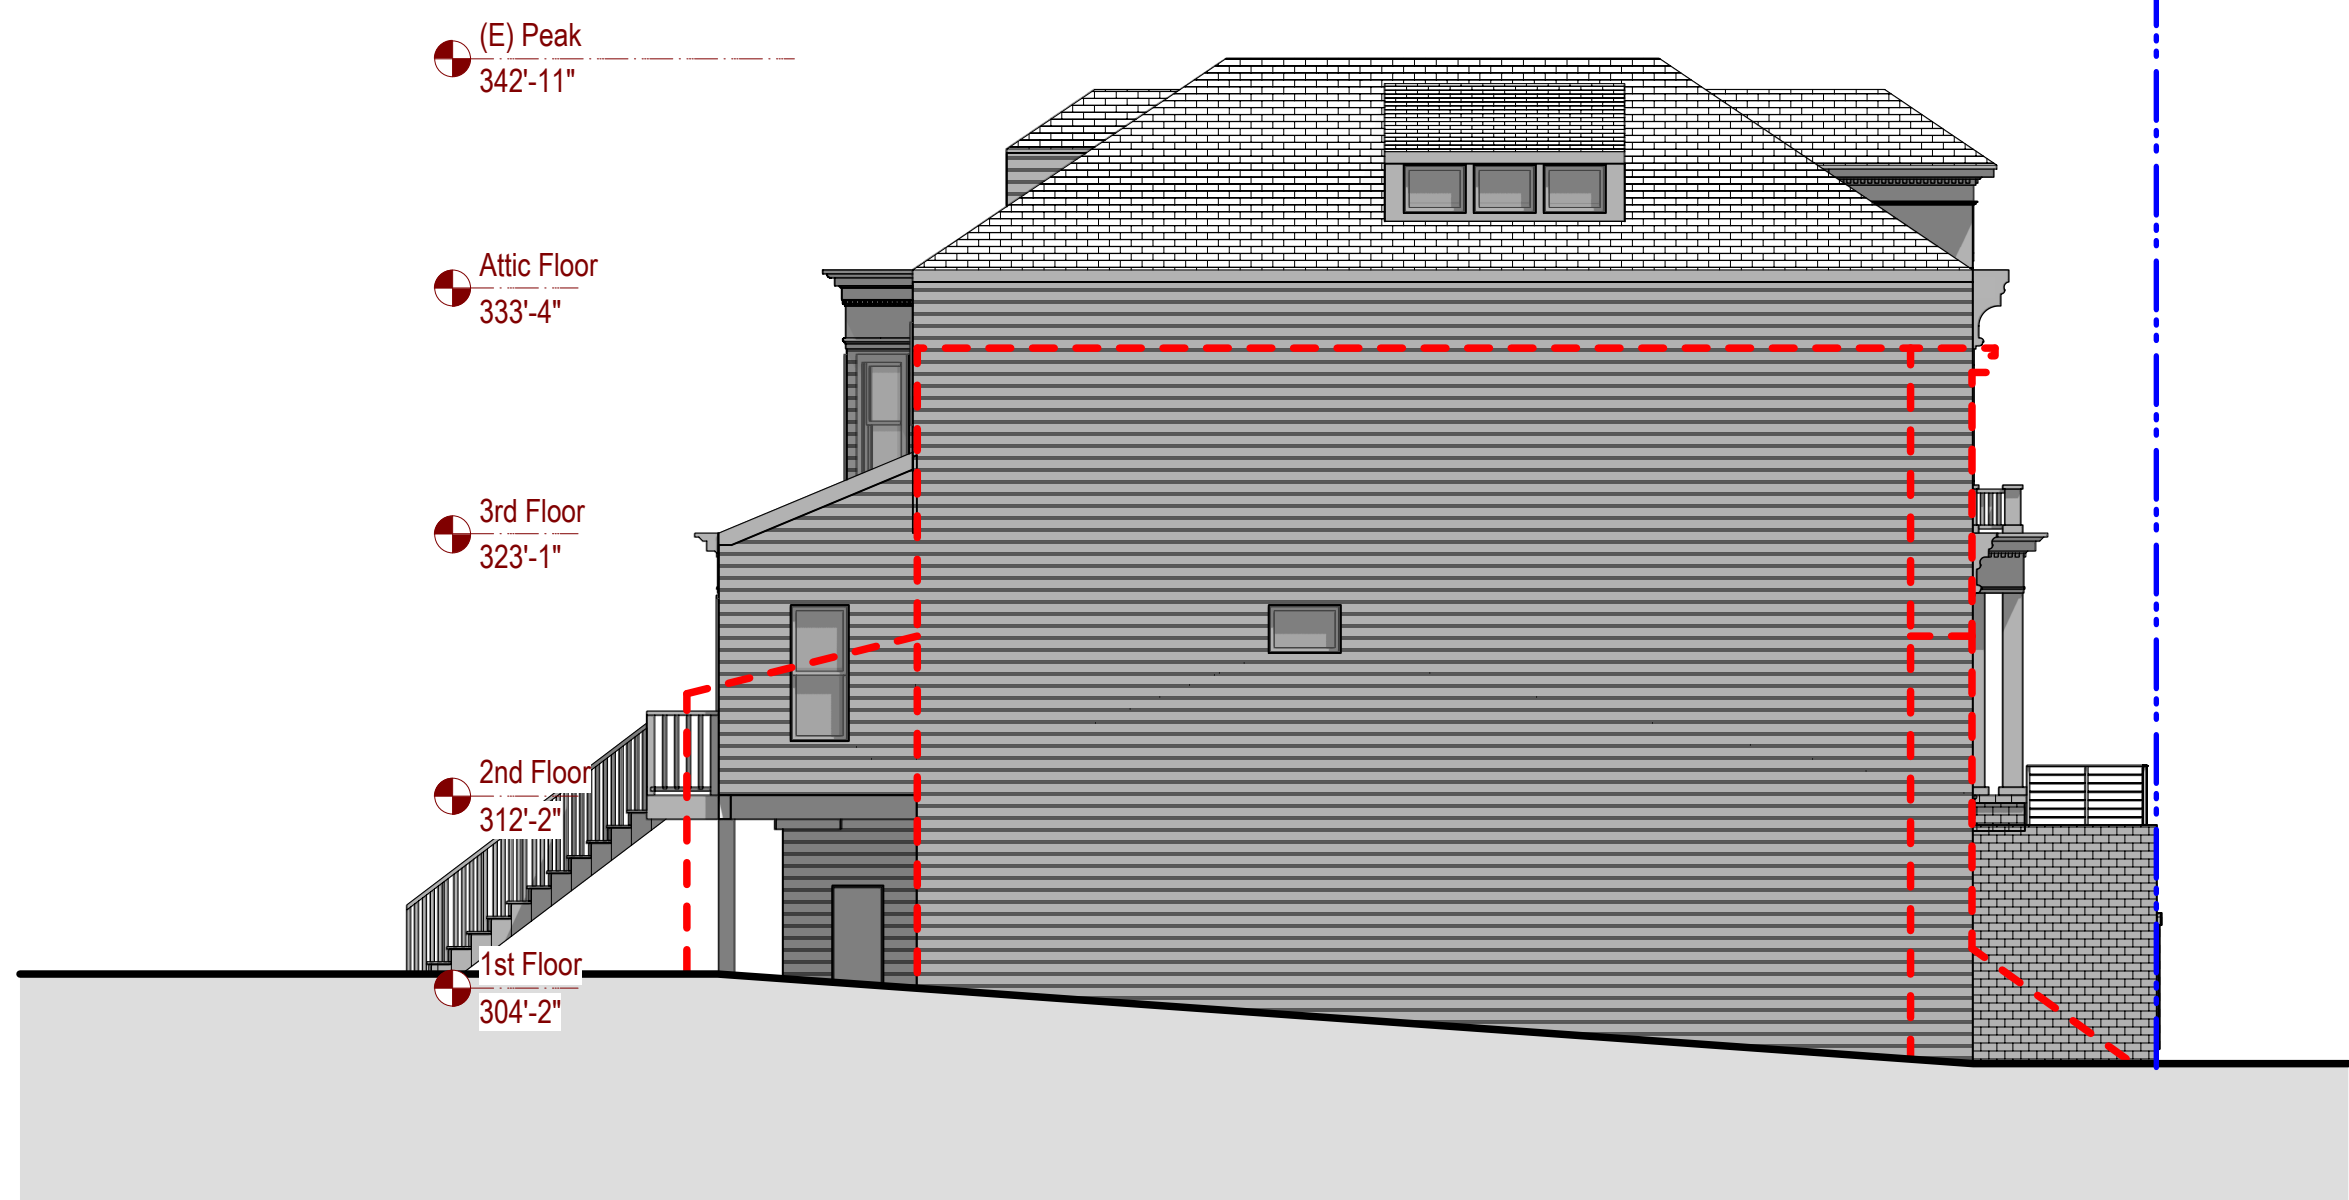 (E) Peak
342'-11"
Attic Floor
333'-4"
3rd Floor
323'-1"
2nd Floor
312'-2"
1st Floor
304'-2"